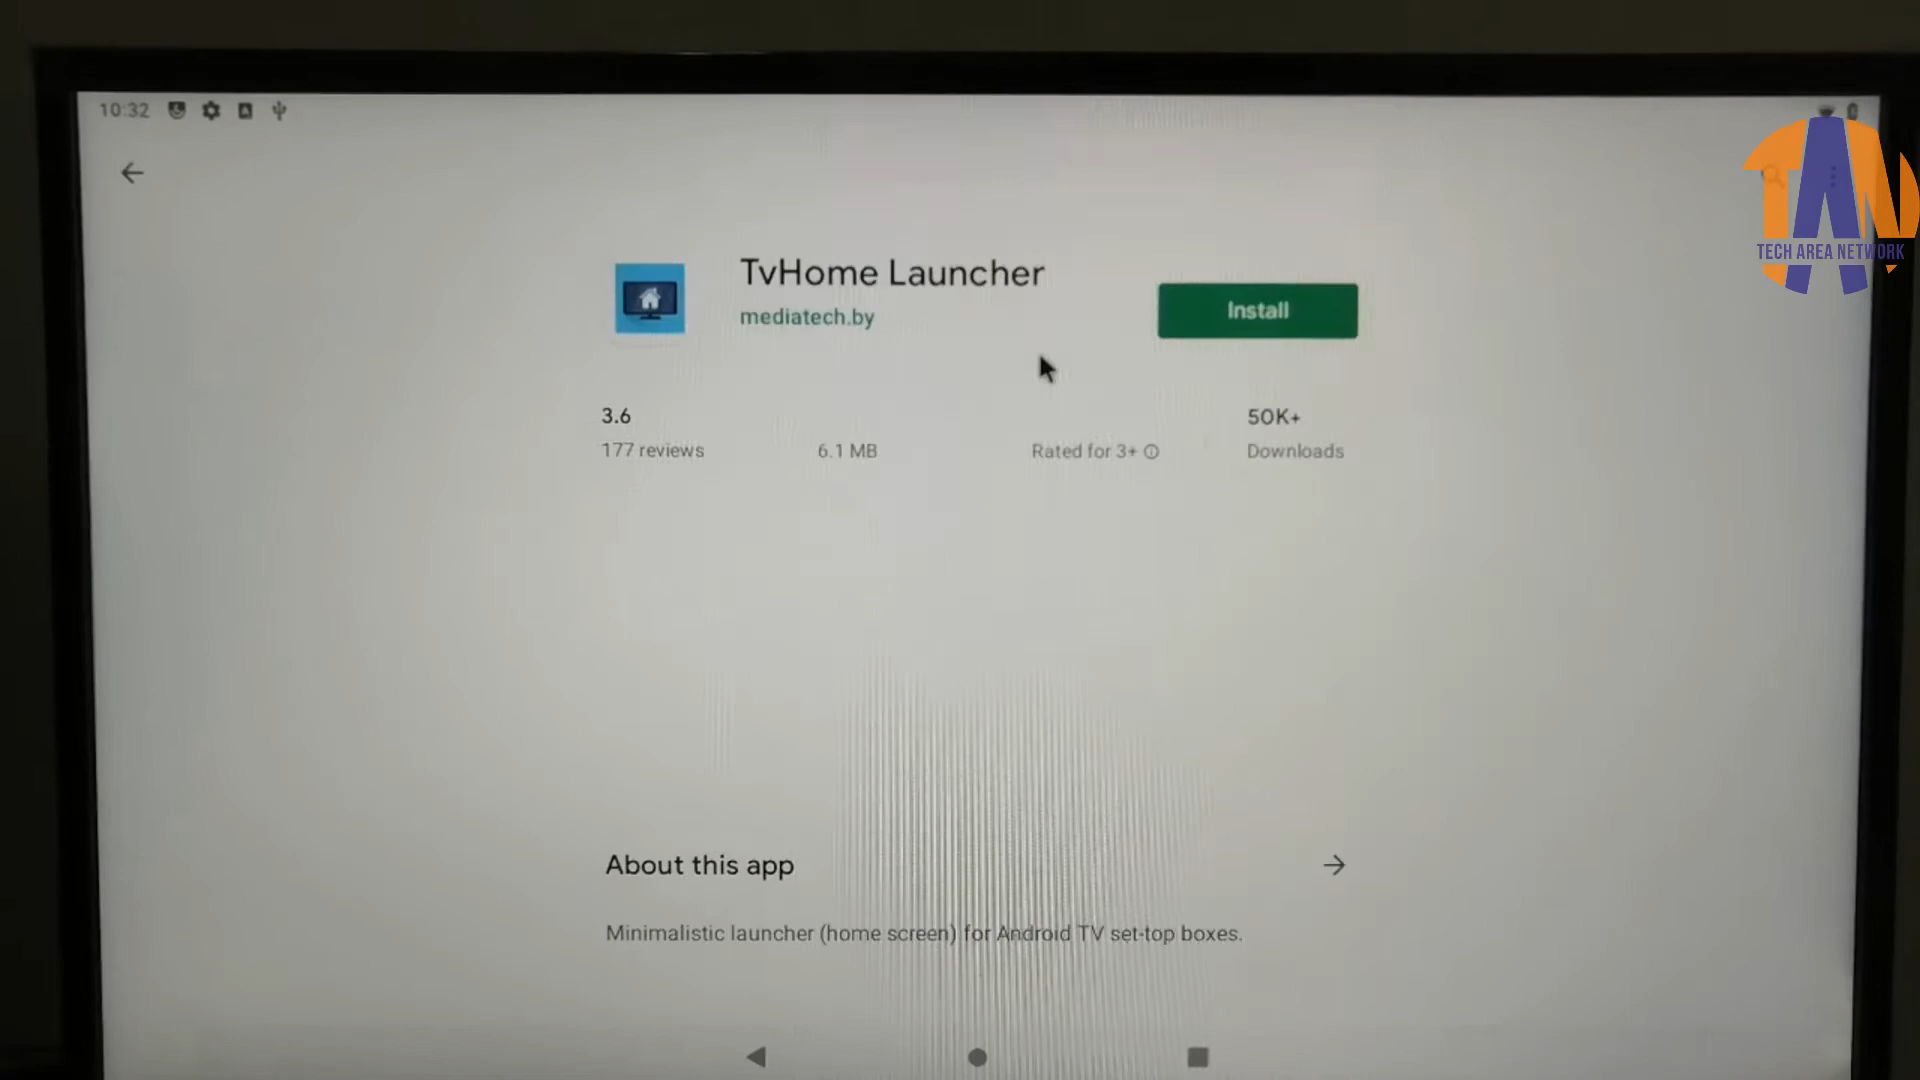 10:32
TECH AREA NETWORK
TvHome Launcher
mediatech.by
Install
3.6
177 reviews
6.1 MB
Rated for 3+
50K+
Downloads
About this app
Minimalistic launcher (home screen) for Android TV set-top boxes.